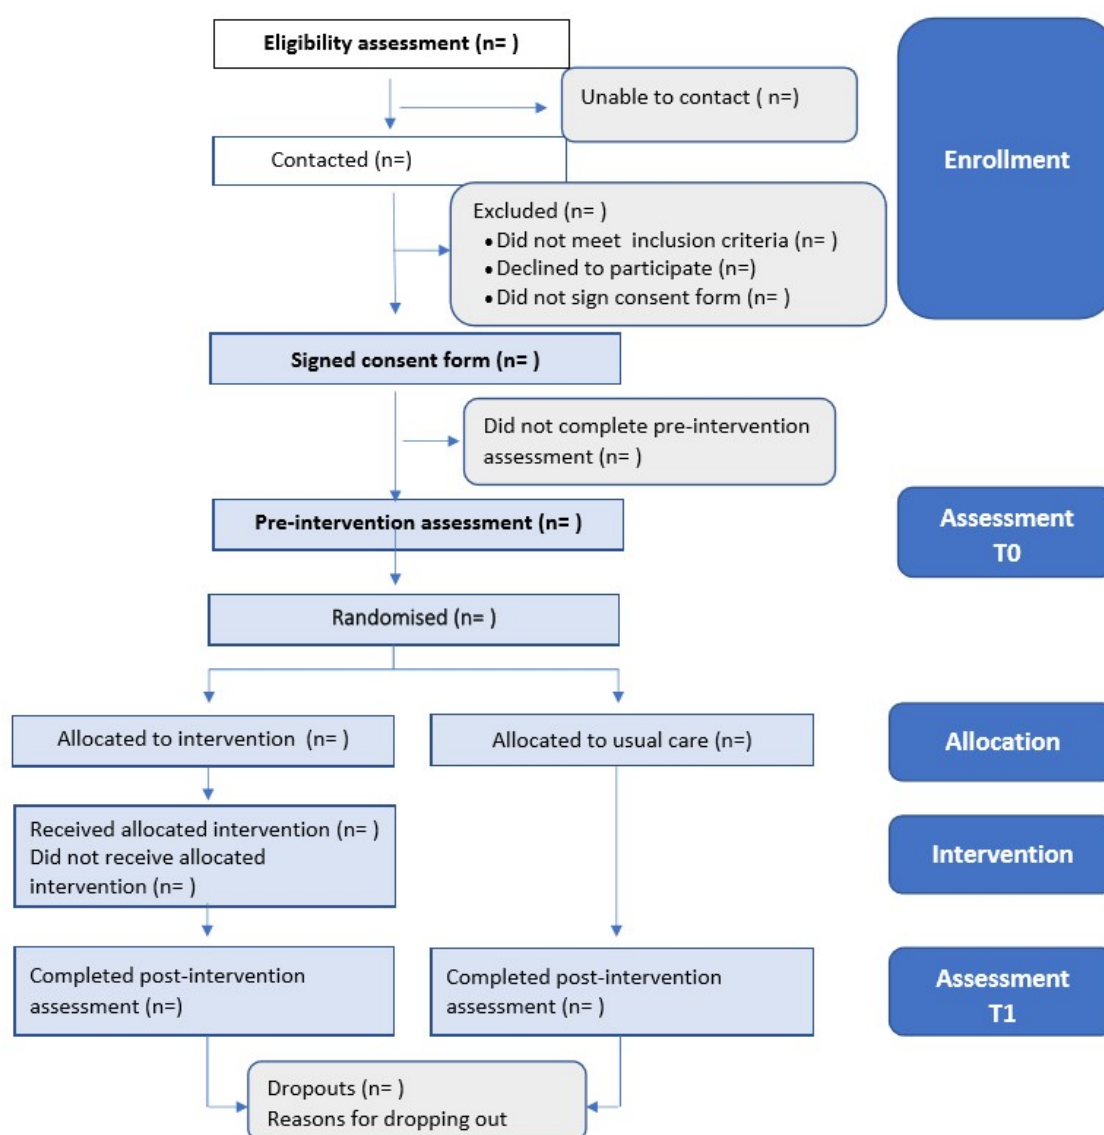 Eligibility assessment (n= )
Unable to contact ( n=)
Contacted (n=)
Enrollment
Excluded (n= )
• Did not meet  inclusion criteria (n= )
• Declined to participate (n=)
• Did not sign consent form (n= )
Signed consent form (n= )
Did not complete pre-intervention
assessment (n= )
Pre-intervention assessment (n= )
Assessment
T0
Randomised (n= )
Allocated to intervention  (n= )
Allocated to usual care (n=)
Allocation
Received allocated intervention (n= )
Did not receive allocated
intervention (n= )
Intervention
Completed post-intervention
assessment (n=)
Completed post-intervention
assessment (n= )
Assessment
T1
Dropouts (n= )
Reasons for dropping out